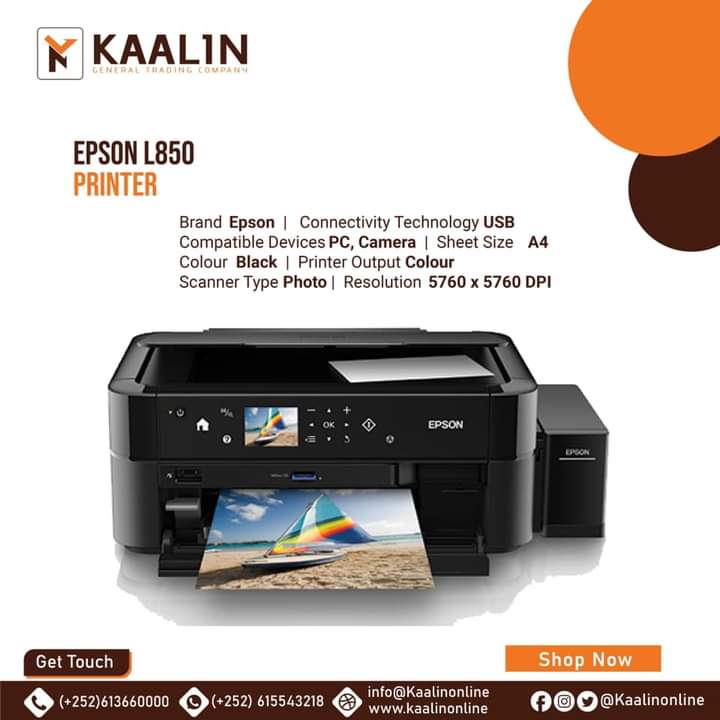 KAAL1N
GENERAL TRADING COMPANY
EPSON L850
PRINTER
Brand Epson | Connectivity Technology USB
Compatible Devices PC, Camera | Sheet Size A4
Colour Black | Printer Output Colour
Scanner Type Photo | Resolution 5760 x 5760 DPI
OK
EPSON
EPSON
Get Touch
Shop Now
(+252)613660000
(+252) 615543218
info@Kaalinonline
www.kaalinonline
@Kaalinonline